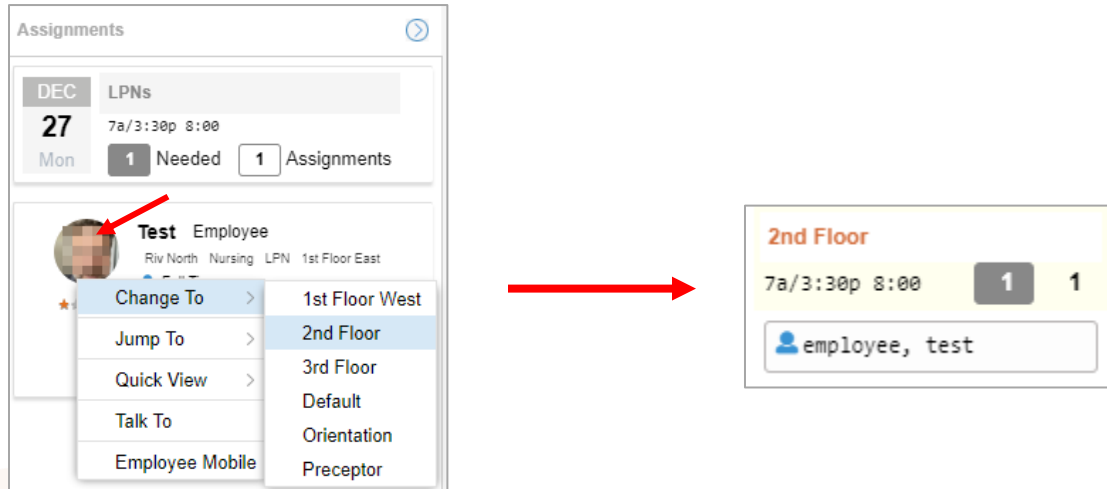 Assignments
DEC
27
Mon
LPNs
7a/3:30p 8:00
1 Needed 1 Assignments
Test Employee
Riv North Nursing LPN 1st Floor East
Change To
Jump To
Quick View
Talk To
Employee Mobile
1st Floor West
2nd Floor
3rd Floor
Default
Orientation
Preceptor
2nd Floor
7a/3:30p 8:00 1 1
employee, test